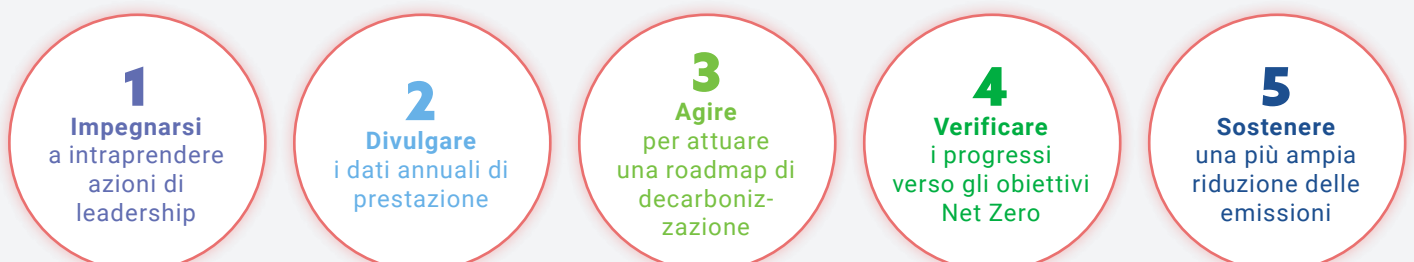 1
Impegnarsi
a intraprendere
azioni di
leadership
2
Divulgare
i dati annuali di
prestazione
3
Agire
per attuare
una roadmap di
decarboniz-
zazione
4
Verificare
i progressi
verso gli obiettivi
Net Zero
5
Sostenere
una più ampia
riduzione delle
emissioni